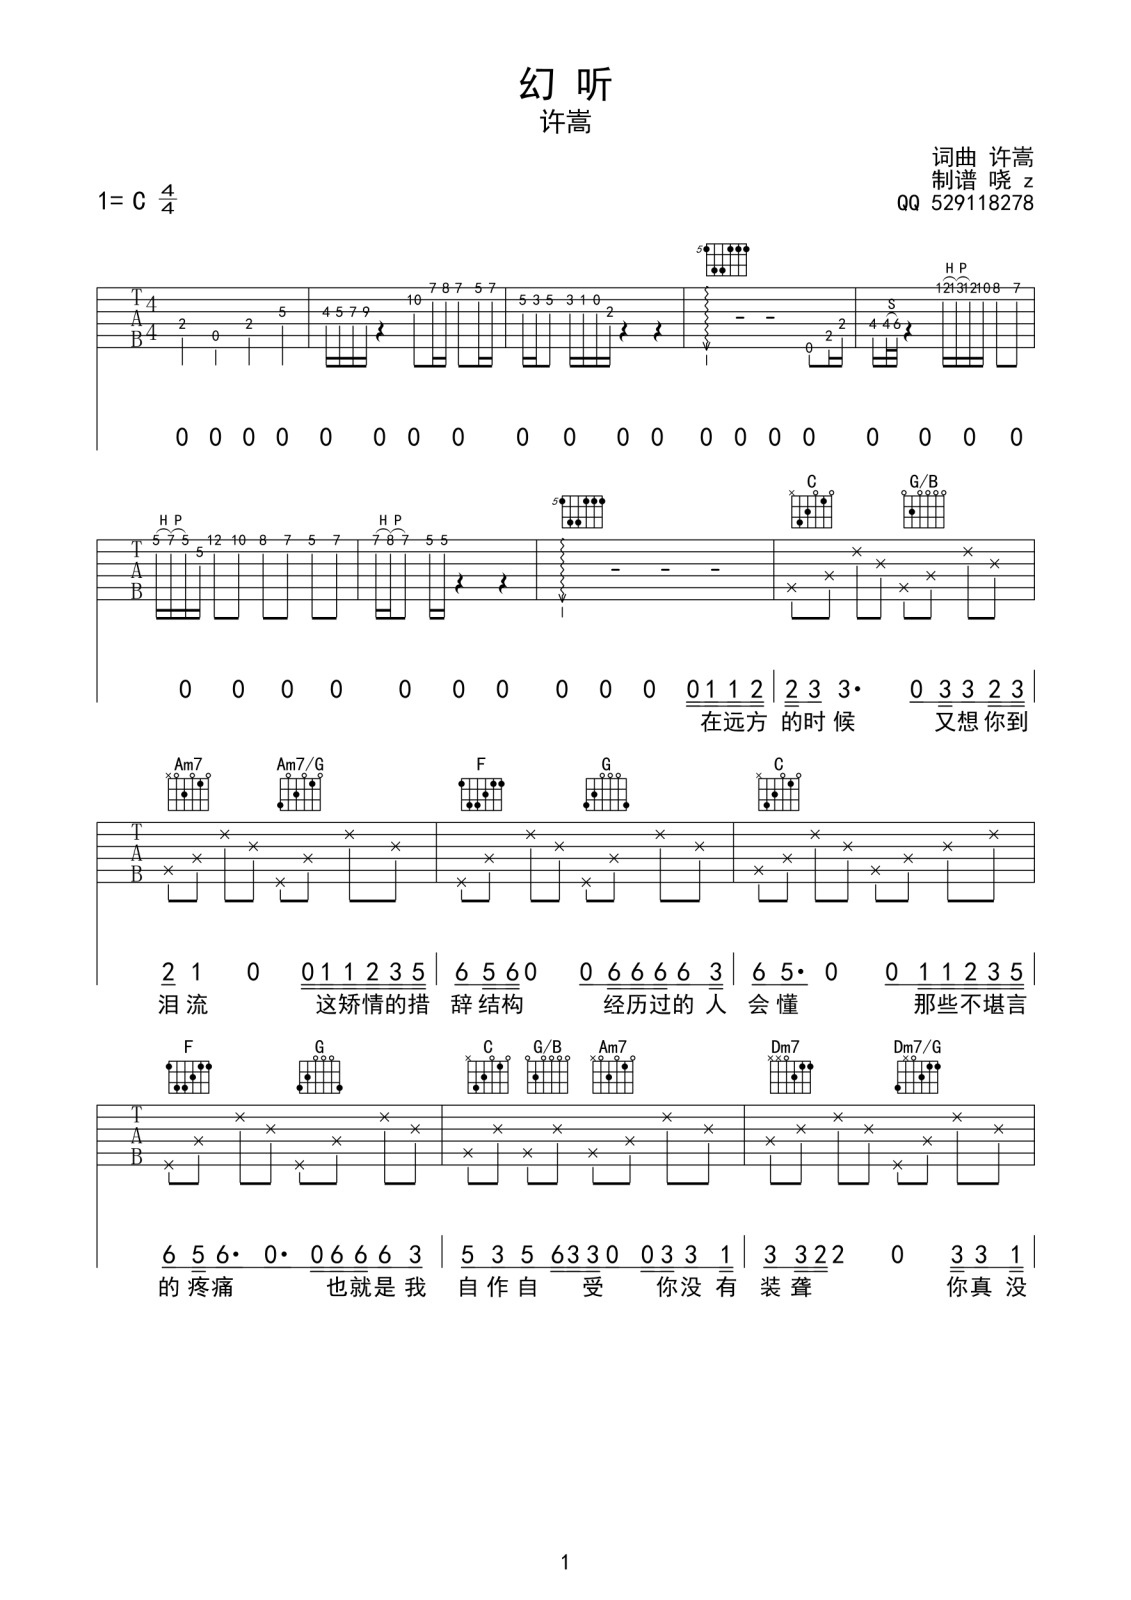 幻 听
许嵩
词曲 许嵩
制谱 哓 z
1= C 4/4
QQ 529118278
5
H P
T A B 4 4 2 0 2 5 4 5 7 9 10 7 8 7 5 7 5 3 5 3 1 0 2 - - 0 2 2 4 4 6 S 12 13 12 10 8 7
0 0 0 0 0 0 0 0 0 0 0 0 0 0 0 0 0 0 0 0
C G/B
5
H P H P
T A B 5 7 5 5 12 10 8 7 5 7 7 8 7 5 5 - - -
0 0 0 0 0 0 0 0 0 0 0 1 1 2 2 3 3· 0 3 3 2 3
在远方 的时 候 又想 你到
Am7 Am7/G F G C
T A B
2 1 0 0 1 1 2 3 5 6 5 6 0 0 6 6 6 6 3 6 5· 0 0 1 1 2 3 5
泪 流 这矫情的措 辞 结构 经历过的 人 会 懂 那些不堪言
F G C G/B Am7 Dm7 Dm7/G
T A B
6 5 6· 0· 0 6 6 6 3 5 3 5 6 3 3 0 0 3 3 1 3 3 2 2 0 3 3 1
的 疼痛 也就是 我 自 作 自 受 你没 有 装 聋 你真 没
1